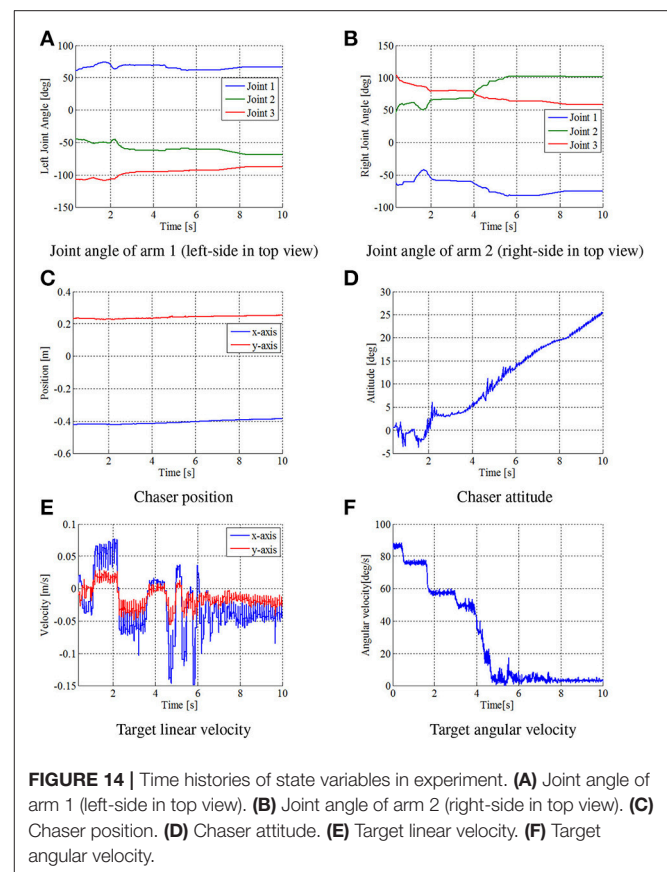 A
100
50
0
-50
-100
-150
Left Joint Angle [deg]
Joint 1
Joint 2
Joint 3
2
4
6
8
10
Time [s]
Joint angle of arm 1 (left-side in top view)
B
150
100
50
0
-50
-100
Right Joint Angle [deg]
Joint 1
Joint 2
Joint 3
0
2
4
6
8
10
Time [s]
Joint angle of arm 2 (right-side in top view)
C
0.4
0.2
0
-0.2
-0.4
-0.6
Position [m]
x-axis
y-axis
2
4
6
8
10
Time [s]
Chaser position
D
30
25
20
15
10
5
0
-5
Attitude [deg]
2
4
6
8
10
Time [s]
Chaser attitude
E
0.1
0.05
0
-0.05
-0.1
-0.15
Velocity [m/s]
x-axis
y-axis
2
4
6
8
10
Time [s]
Target linear velocity
F
100
80
60
40
20
0
Angular velocity[deg/s]
0
2
4
6
8
10
Time[s]
Target angular velocity
FIGURE 14 | Time histories of state variables in experiment. (A) Joint angle of
arm 1 (left-side in top view). (B) Joint angle of arm 2 (right-side in top view). (C)
Chaser position. (D) Chaser attitude. (E) Target linear velocity. (F) Target
angular velocity.